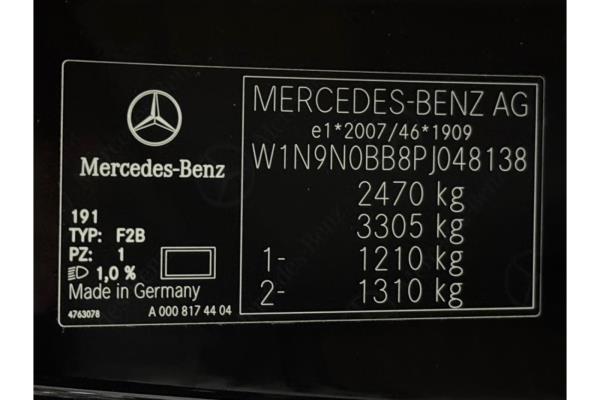 Mercedes-Benz
191
TYP: F2B
PZ: 1
1,0 %
Made in Germany
4763078 A 000 817 44 04
MERCEDES-BENZ AG
e1*2007/46*1909
W1N9N0BB8PJ048138
2470 kg
3305 kg
1- 1210 kg
2- 1310 kg